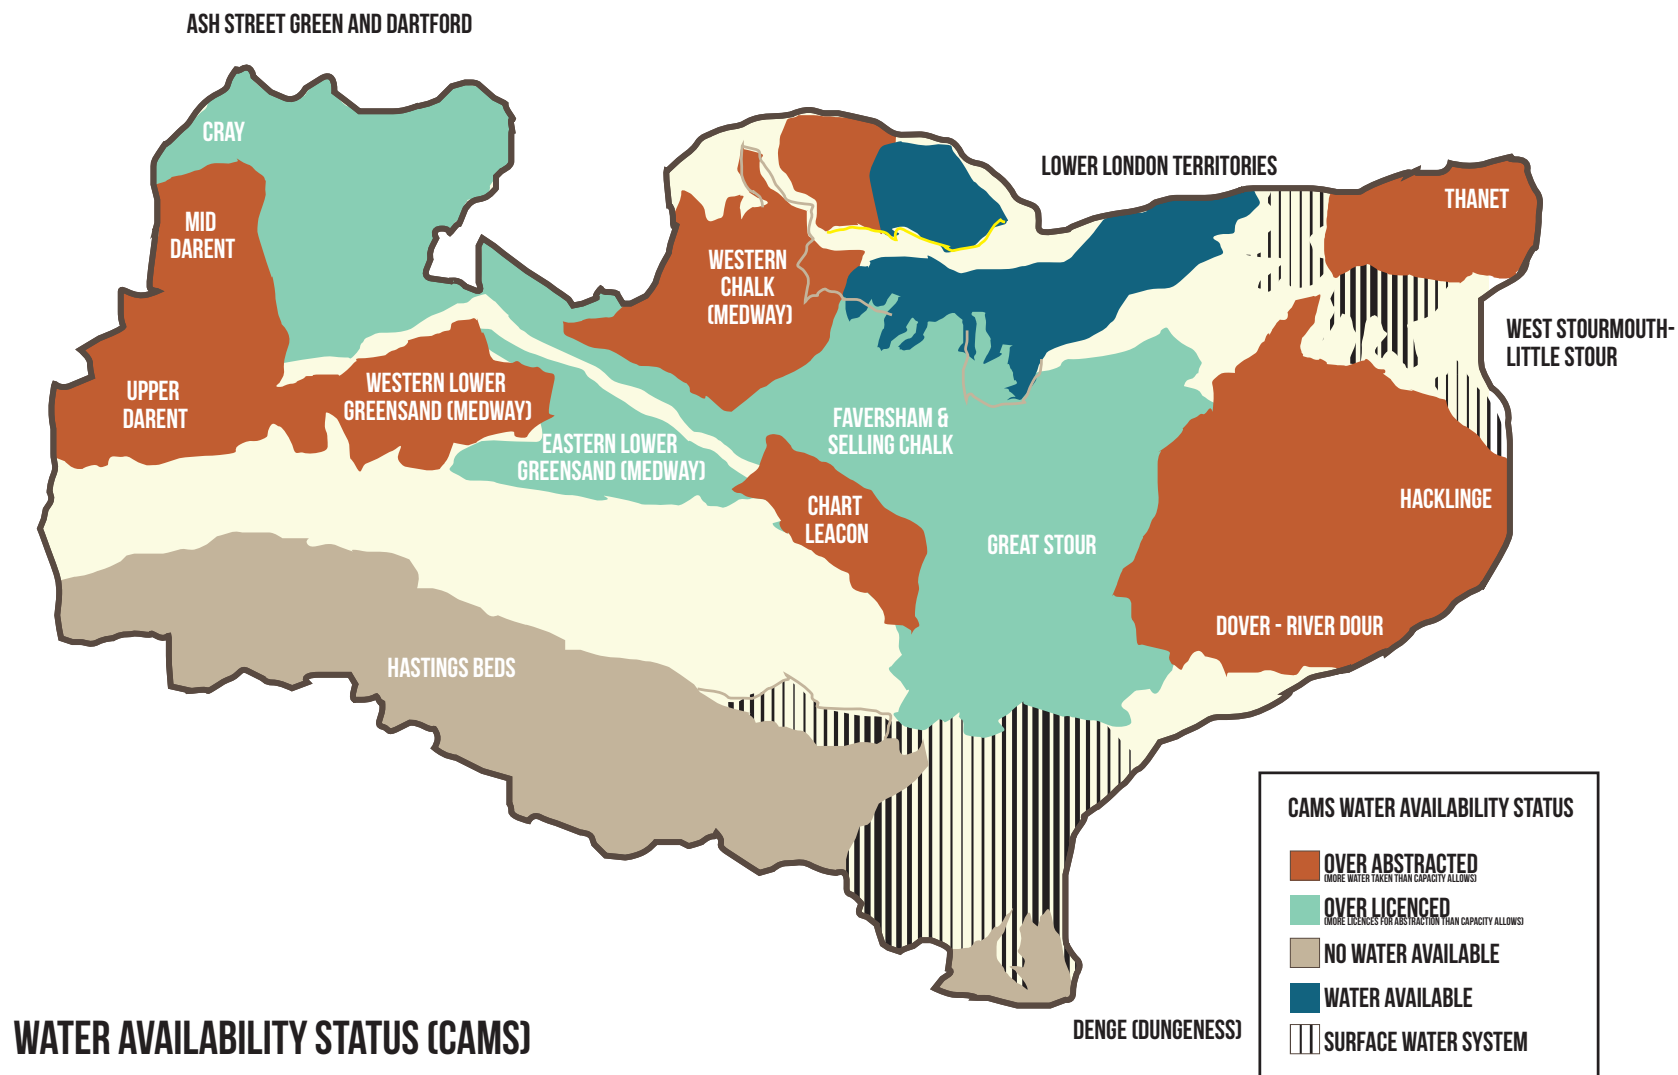 ASH STREET GREEN AND DARTFORD
CRAY
MID
DARENT
UPPER
DARENT
WESTERN LOWER
GREENSAND (MEDWAY)
EASTERN LOWER
GREENSAND (MEDWAY)
WESTERN
CHALK
(MEDWAY)
LOWER LONDON TERRITORIES
THANET
WEST STOURMOUTH-
LITTLE STOUR
FAVERSHAM &
SELLING CHALK
CHART
LEACON
GREAT STOUR
HACKLINGE
DOVER - RIVER DOUR
HASTINGS BEDS
DENGE (DUNGENESS)
CAMS WATER AVAILABILITY STATUS
OVER ABSTRACTED
(MORE WATER TAKEN THAN CAPACITY ALLOWS)
OVER LICENCED
(MORE LICENCES FOR ABSTRACTION THAN CAPACITY ALLOWS)
NO WATER AVAILABLE
WATER AVAILABLE
SURFACE WATER SYSTEM
WATER AVAILABILITY STATUS (CAMS)